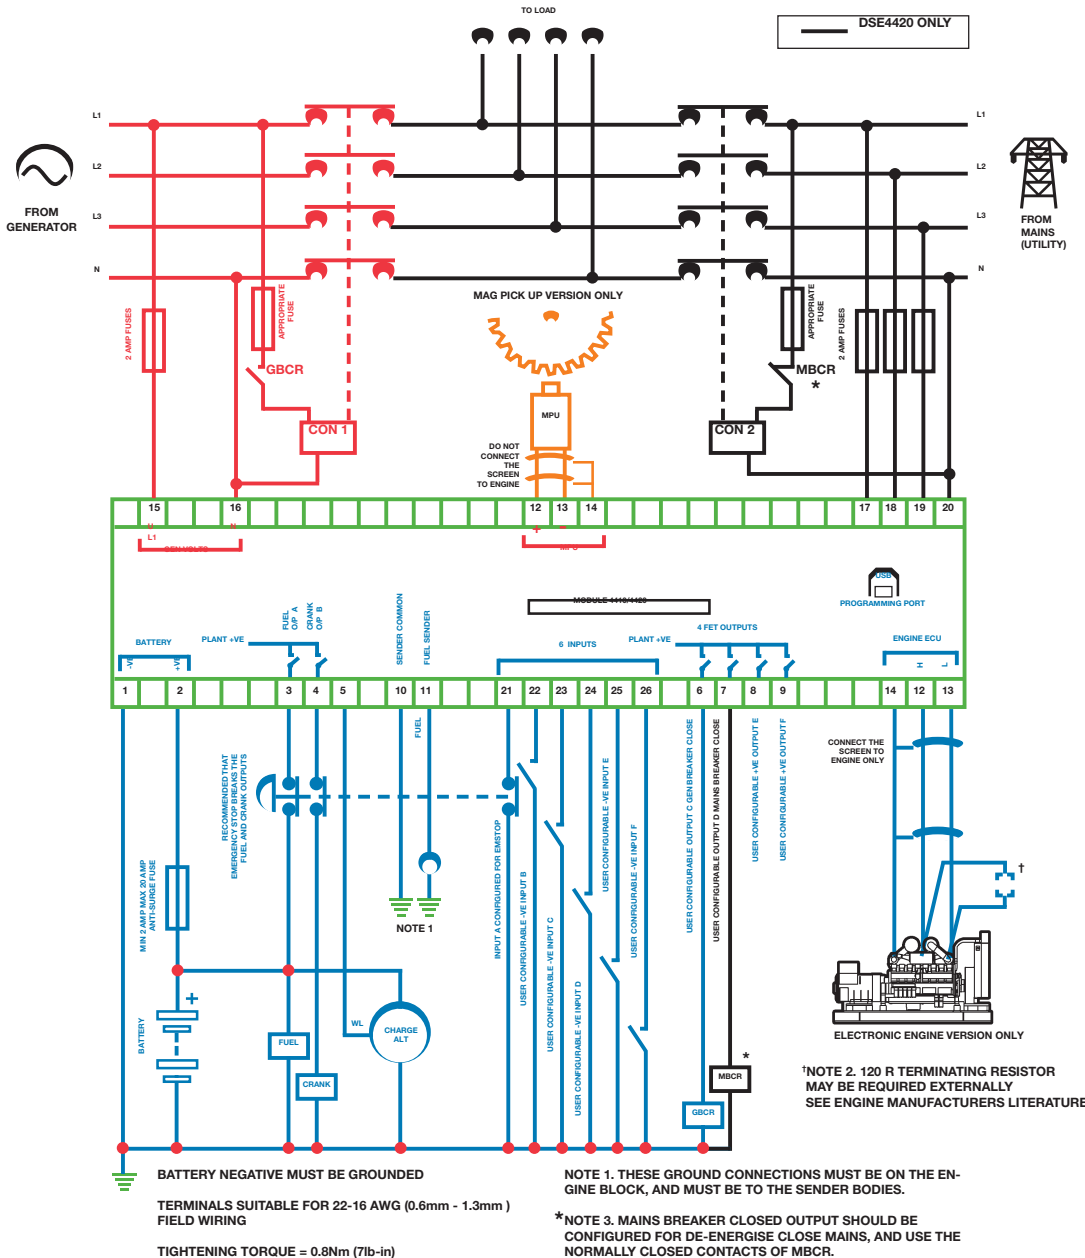 TO LOAD
DSE4420 ONLY
L1
L1
L2
L2
FROM
GENERATOR
L3
L3
FROM
MAINS
(UTILITY)
N
N
MAG PICK UP VERSION ONLY
2 AMP FUSES
APPROPRIATE
FUSE
APPROPRIATE
FUSE
2 AMP FUSES
GBCR
MBCR
*
MPU
CON 1
CON 2
DO NOT
CONNECT
THE
SCREEN
TO ENGINE
15
16
12
13
14
17
18
19
20
U
N
+
-
L1
GEN VOLTS
MPU
USB
PROGRAMMING PORT
MODULE 4410/4420
FUEL
O/P A
CRANK
O/P B
SENDER COMMON
FUEL SENDER
BATTERY
PLANT +VE
6 INPUTS
PLANT +VE
4 FET OUTPUTS
ENGINE ECU
-VE
+VE
H
L
1
2
3
4
5
10
11
21
22
23
24
25
26
6
7
8
9
14
12
13
FUEL
RECOMMENDED THAT
EMERGENCY STOP BREAKS THE
FUEL AND CRANK OUTPUTS
INPUT A CONFIGURED FOR EMSTOP
USER CONFIGURABLE -VE INPUT B
USER CONFIGURABLE -VE INPUT C
USER CONFIGURABLE -VE INPUT D
USER CONFIGURABLE -VE INPUT E
USER CONFIGURABLE -VE INPUT F
USER CONFIGURABLE OUTPUT C GEN BREAKER CLOSE
USER CONFIGURABLE OUTPUT D MAINS BREAKER CLOSE
USER CONFIGURABLE +VE OUTPUT E
USER CONFIGURABLE +VE OUTPUT F
CONNECT THE
SCREEN TO
ENGINE ONLY
MIN 2 AMP MAX 20 AMP
ANTI-SURGE FUSE
NOTE 1
†
BATTERY
+
WL
CHARGE
ALT
FUEL
CRANK
*
MBCR
GBCR
ELECTRONIC ENGINE VERSION ONLY
†NOTE 2. 120 R TERMINATING RESISTOR
MAY BE REQUIRED EXTERNALLY
SEE ENGINE MANUFACTURERS LITERATURE
BATTERY NEGATIVE MUST BE GROUNDED
TERMINALS SUITABLE FOR 22-16 AWG (0.6mm - 1.3mm )
FIELD WIRING
TIGHTENING TORQUE = 0.8Nm (7lb-in)
NOTE 1. THESE GROUND CONNECTIONS MUST BE ON THE EN-
GINE BLOCK, AND MUST BE TO THE SENDER BODIES.
*NOTE 3. MAINS BREAKER CLOSED OUTPUT SHOULD BE
CONFIGURED FOR DE-ENERGISE CLOSE MAINS, AND USE THE
NORMALLY CLOSED CONTACTS OF MBCR.